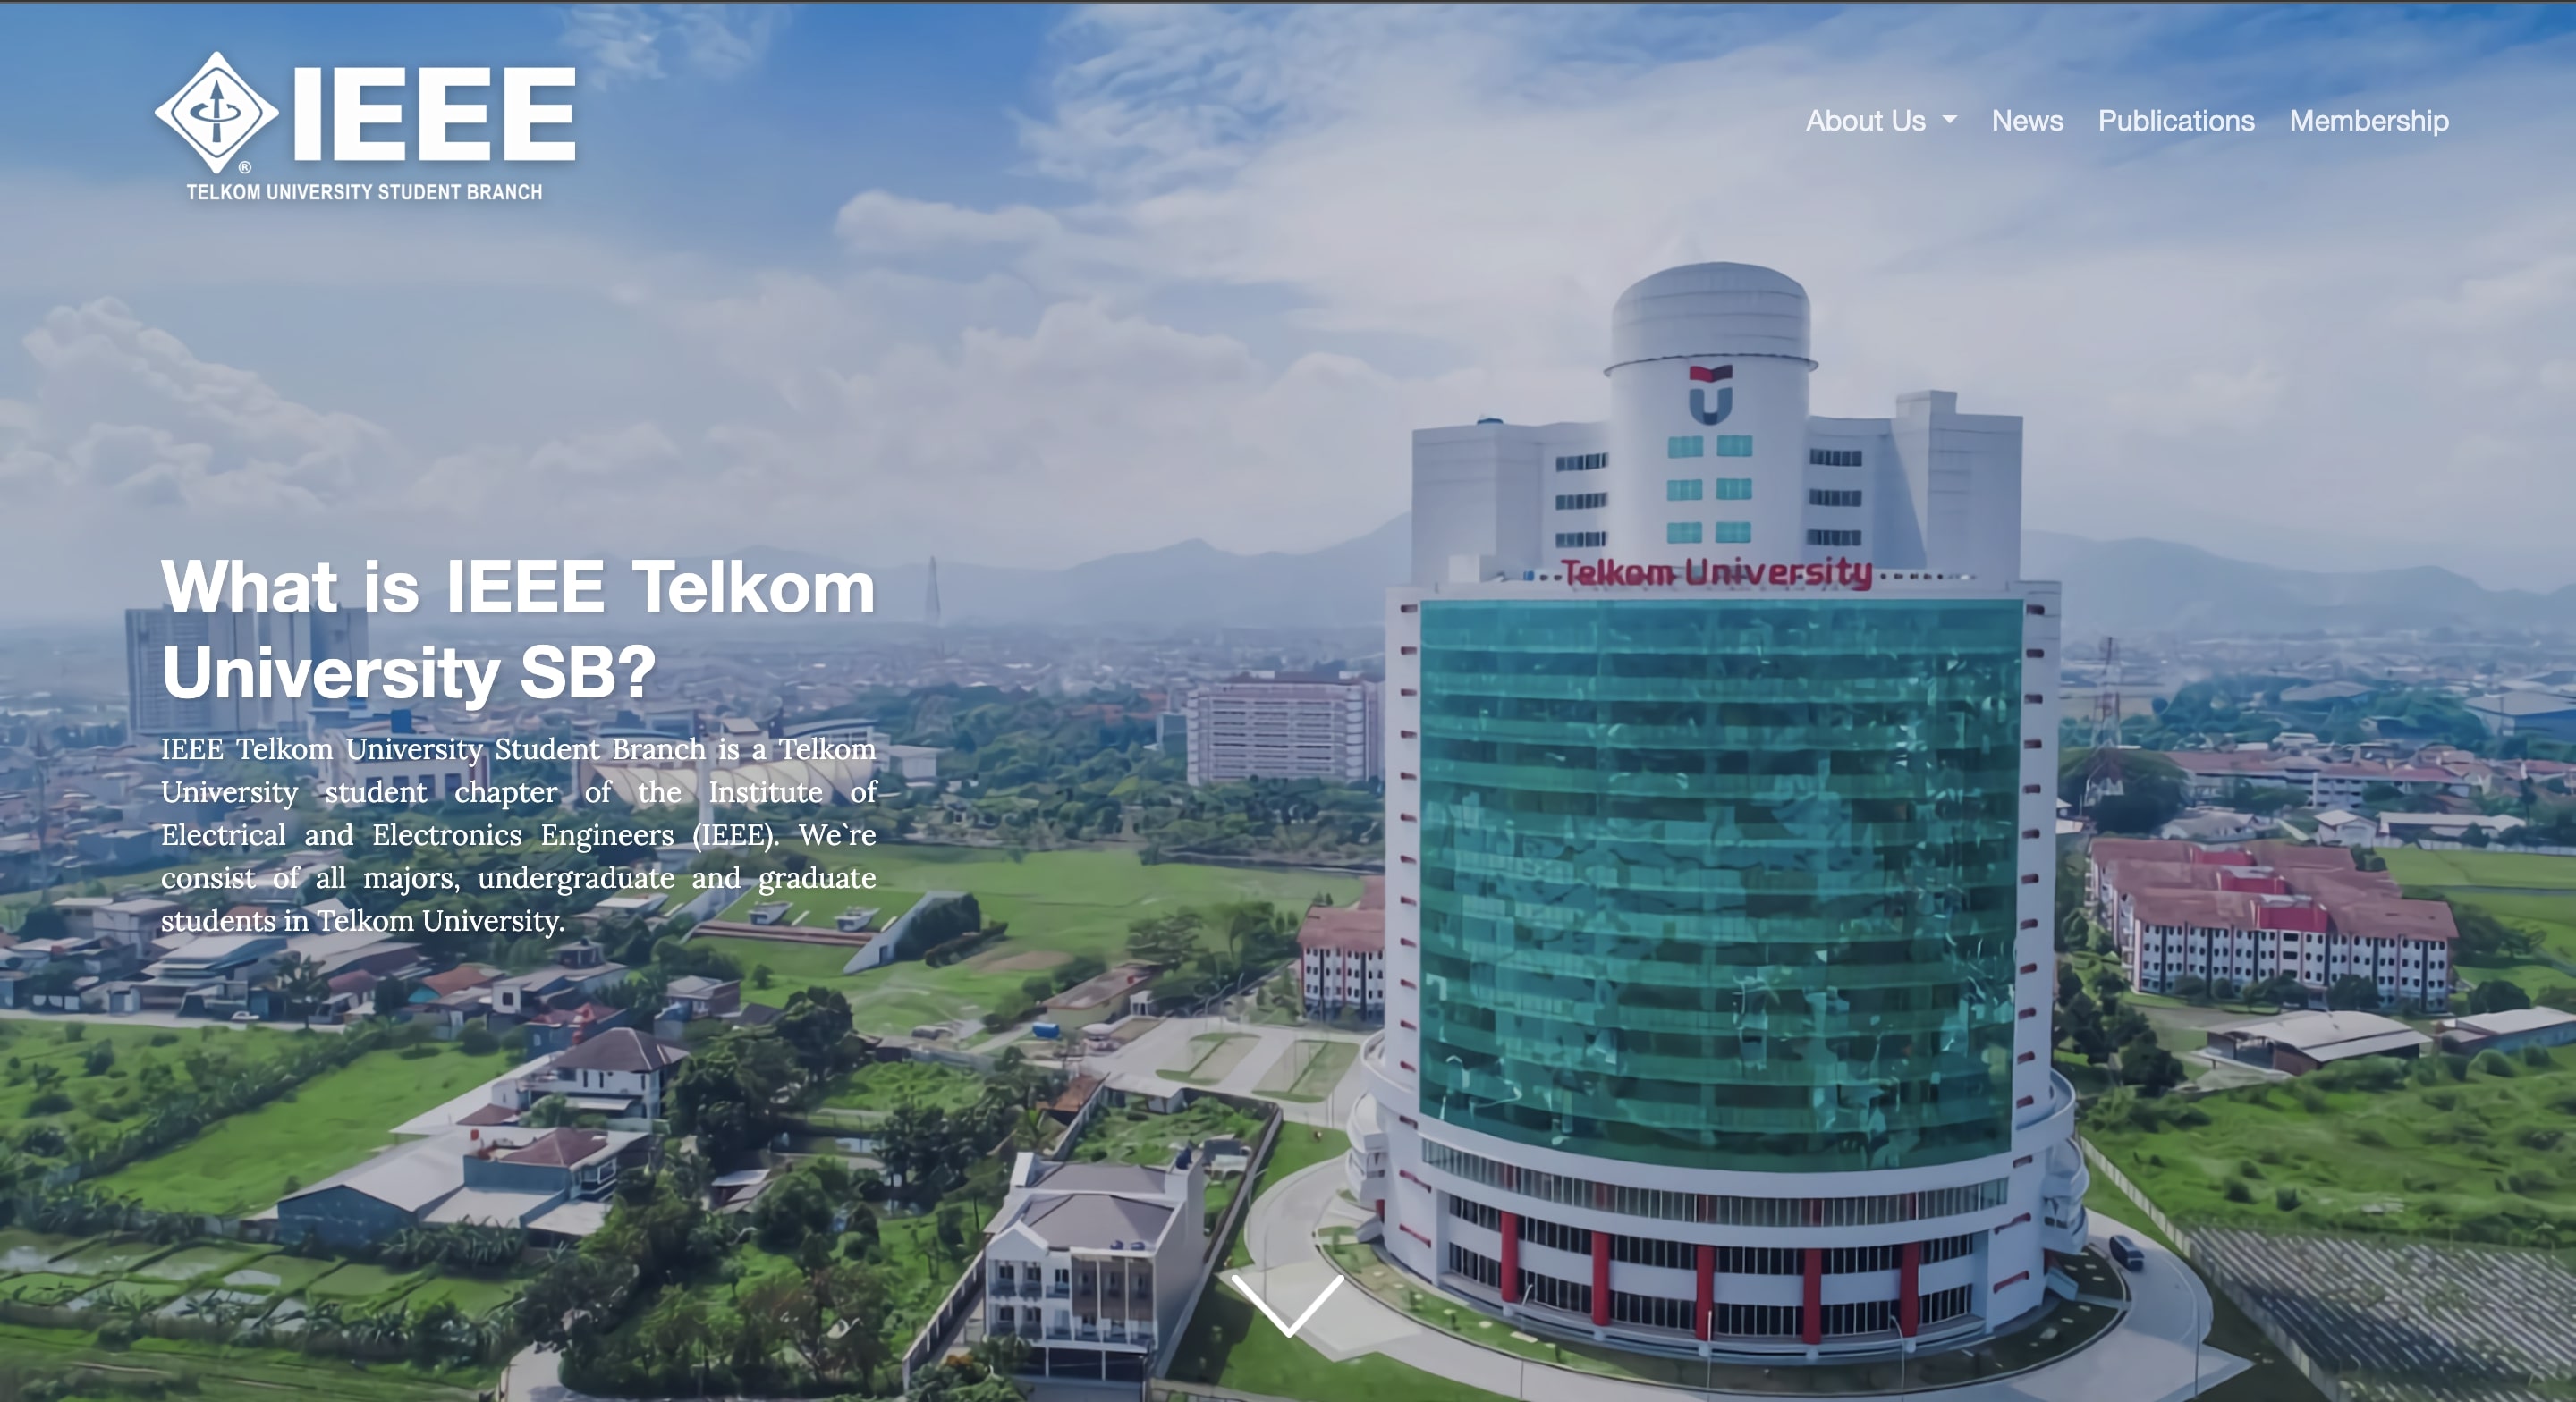 IEEE
®
TELKOM UNIVERSITY STUDENT BRANCH
About Us News Publications Membership
Telkom University
What is IEEE Telkom
University SB?
IEEE Telkom University Student Branch is a Telkom
University student chapter of the Institute of
Electrical and Electronics Engineers (IEEE). We`re
consist of all majors, undergraduate and graduate
students in Telkom University.